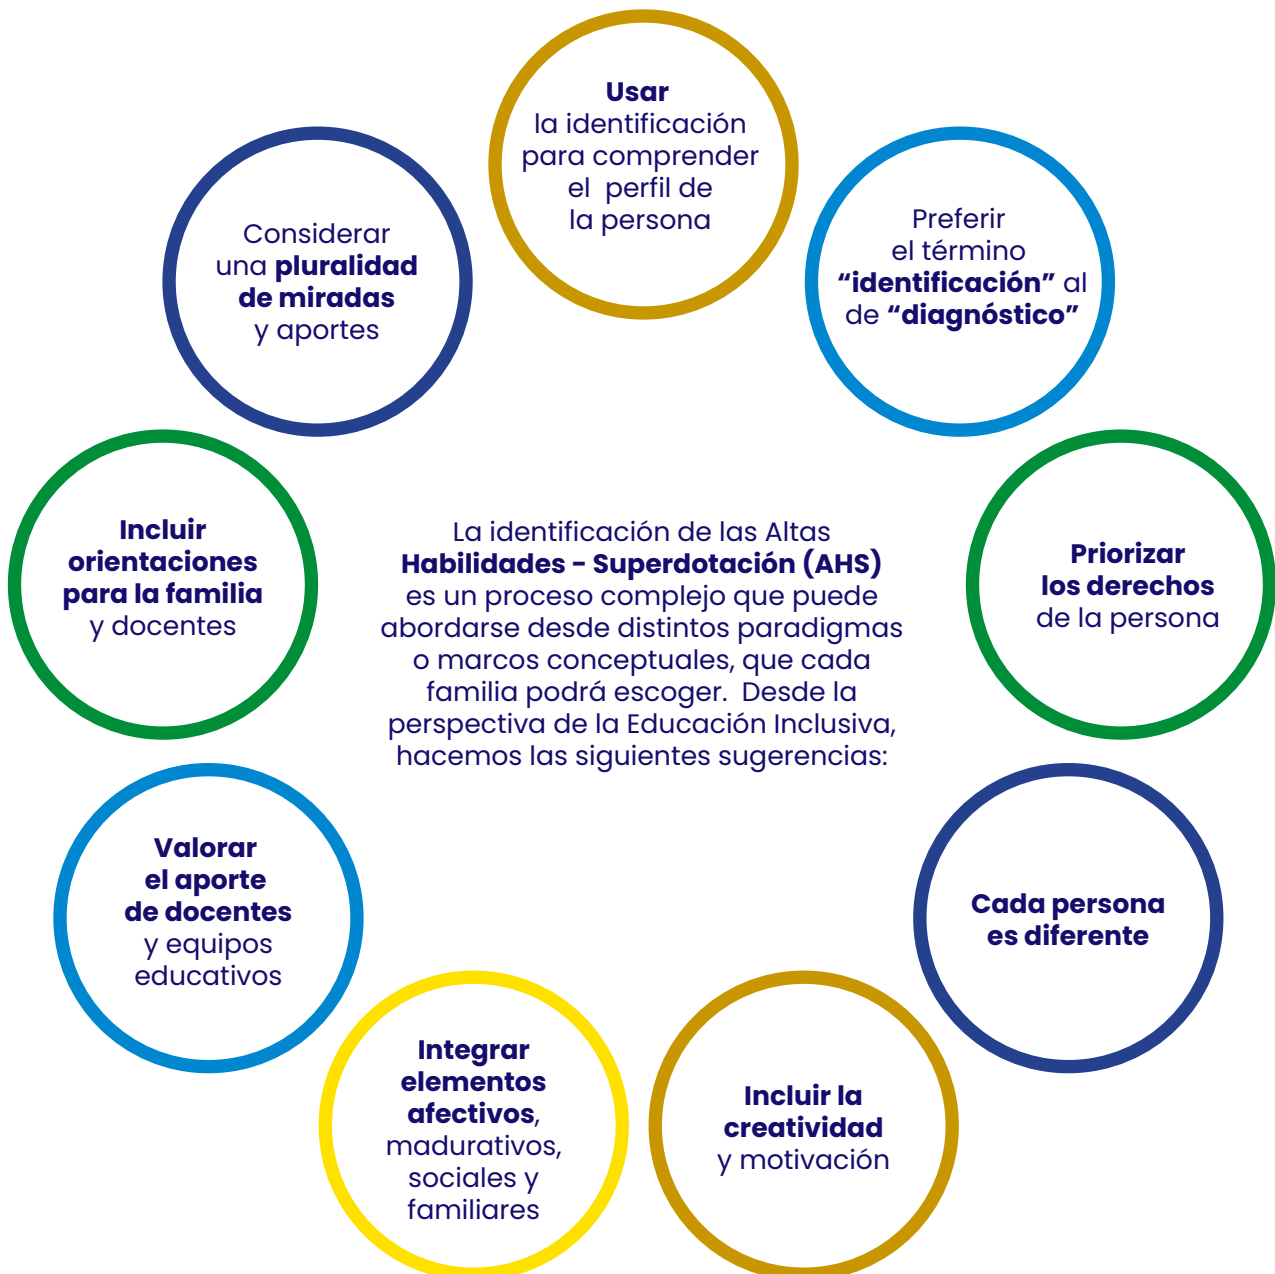 Usar
la identificación
para comprender
el perfil de
la persona
Preferir
el término
“identificación” al
de “diagnóstico”
Priorizar
los derechos
de la persona
Cada persona
es diferente
Incluir la
creatividad
y motivación
Integrar
elementos
afectivos,
madurativos,
sociales y
familiares
Valorar
el aporte
de docentes
y equipos
educativos
Incluir
orientaciones
para la familia
y docentes
Considerar
una pluralidad
de miradas
y aportes
La identificación de las Altas
Habilidades - Superdotación (AHS)
es un proceso complejo que puede
abordarse desde distintos paradigmas
o marcos conceptuales, que cada
familia podrá escoger. Desde la
perspectiva de la Educación Inclusiva,
hacemos las siguientes sugerencias: